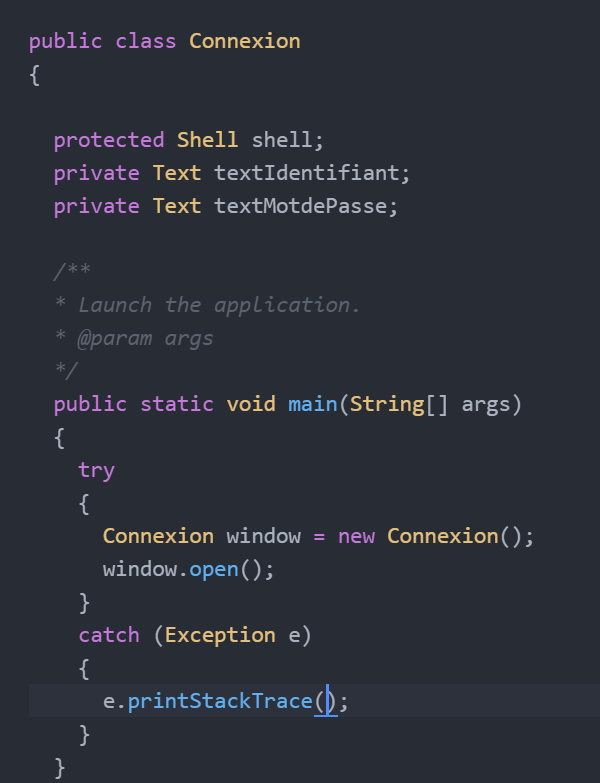 public class Connexion
{
protected Shell shell;
private Text textIdentifiant;
private Text textMotdePasse;
/**
* Launch the application.
* @param args
*/
public static void main(String[] args)
{
try
{
Connexion window = new Connexion();
window.open();
}
catch (Exception e)
{
e.printStackTrace();
}
}